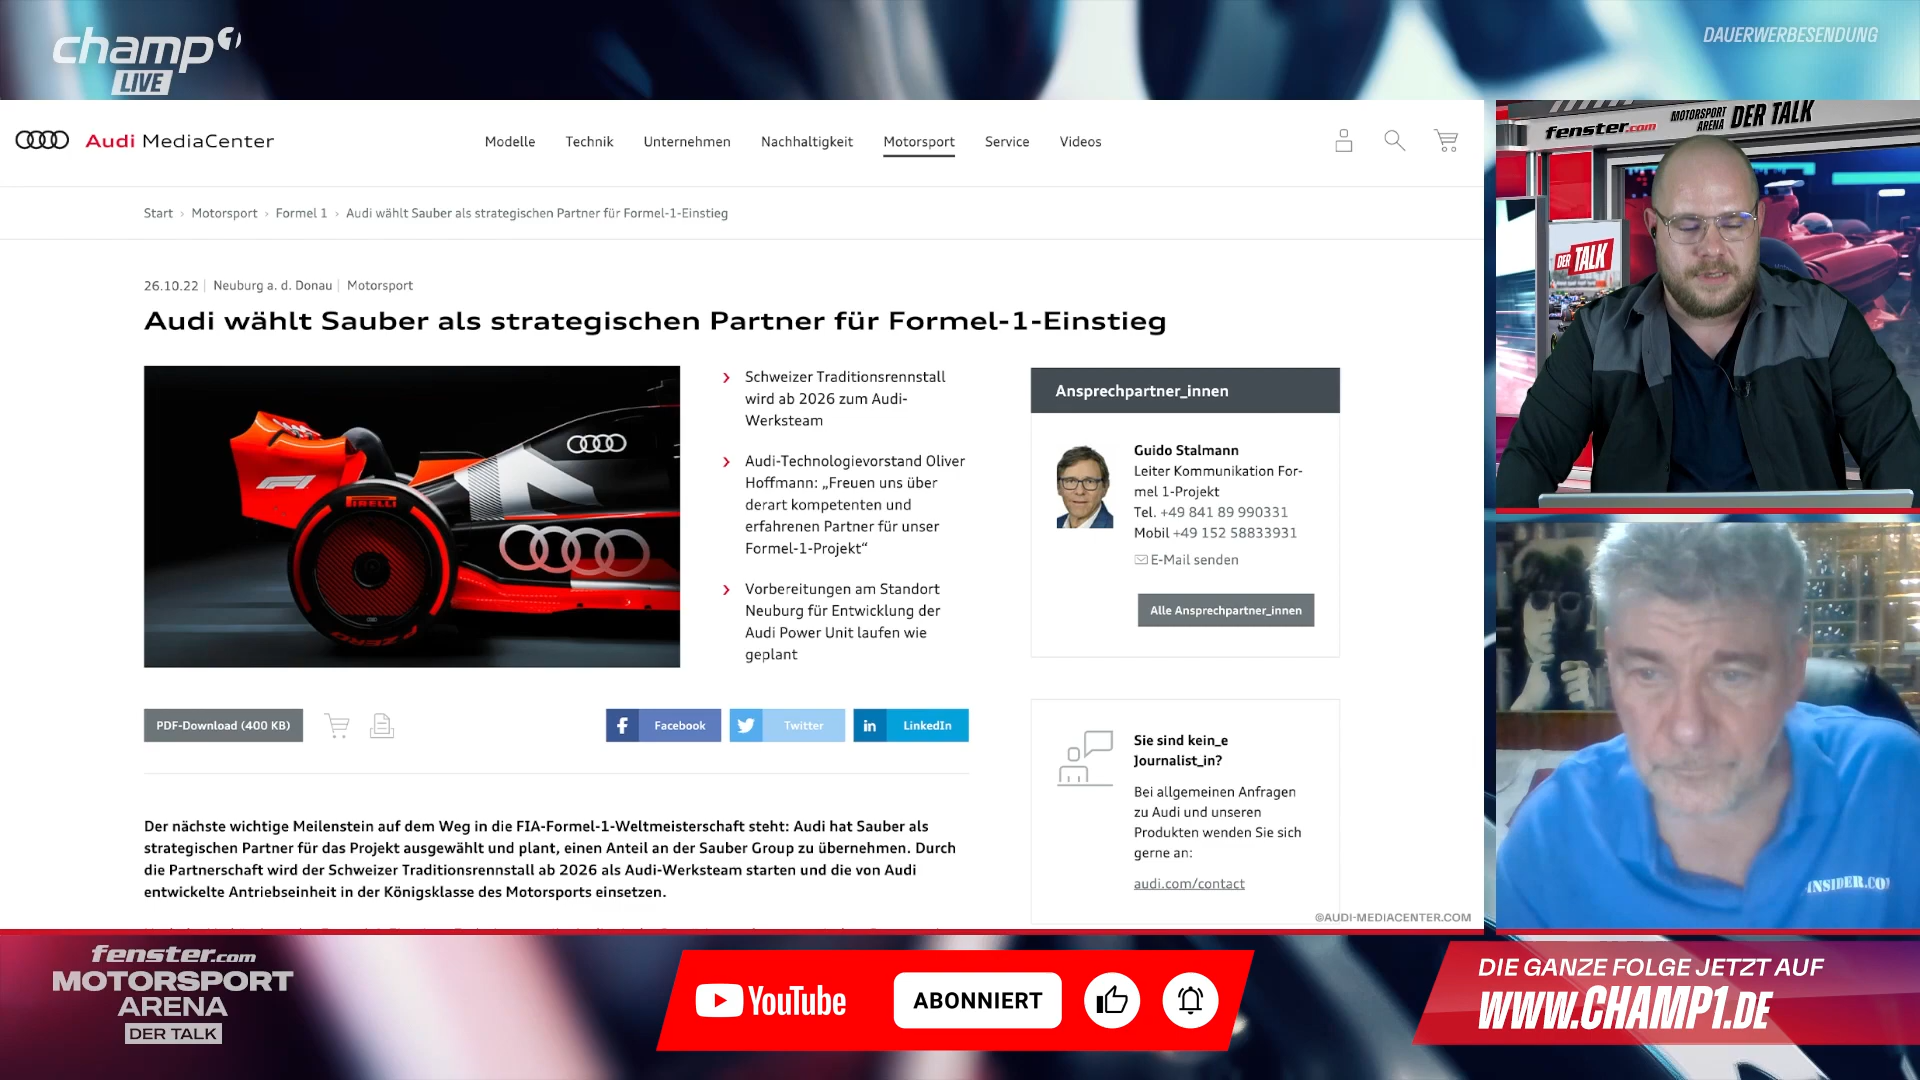 champ1
LIVE
DAUERWERBESENDUNG
Audi MediaCenter
Modelle
Technik
Unternehmen
Nachhaltigkeit
Motorsport
Service
Videos
Start › Motorsport › Formel 1 › Audi wählt Sauber als strategischen Partner für Formel-1-Einstieg
26.10.22 | Neuburg a. d. Donau | Motorsport
Audi wählt Sauber als strategischen Partner für Formel-1-Einstieg
F1
PIRELLI
P ZERO
Schweizer Traditionsrennstall
wird ab 2026 zum Audi-
Werksteam
Audi-Technologievorstand Oliver
Hoffmann: „Freuen uns über
derart kompetenten und
erfahrenen Partner für unser
Formel-1-Projekt“
Vorbereitungen am Standort
Neuburg für Entwicklung der
Audi Power Unit laufen wie
geplant
Ansprechpartner_innen
Guido Stalmann
Leiter Kommunikation For-
mel 1-Projekt
Tel. +49 841 89 990331
Mobil +49 152 58833931
E-Mail senden
Alle Ansprechpartner_innen
PDF-Download (400 KB)
Facebook
Twitter
LinkedIn
Der nächste wichtige Meilenstein auf dem Weg in die FIA-Formel-1-Weltmeisterschaft steht: Audi hat Sauber als
strategischen Partner für das Projekt ausgewählt und plant, einen Anteil an der Sauber Group zu übernehmen. Durch
die Partnerschaft wird der Schweizer Traditionsrennstall ab 2026 als Audi-Werksteam starten und die von Audi
entwickelte Antriebseinheit in der Königsklasse des Motorsports einsetzen.
Sie sind kein_e
Journalist_in?
Bei allgemeinen Anfragen
zu Audi und unseren
Produkten wenden Sie sich
gerne an:
audi.com/contact
©AUDI-MEDIACENTER.COM
fenster.com
MOTORSPORT
ARENA
DER TALK
DER TALK
INSIDER.CO
fenster.com
MOTORSPORT
ARENA
DER TALK
YouTube
ABONNIERT
DIE GANZE FOLGE JETZT AUF
WWW.CHAMP1.DE